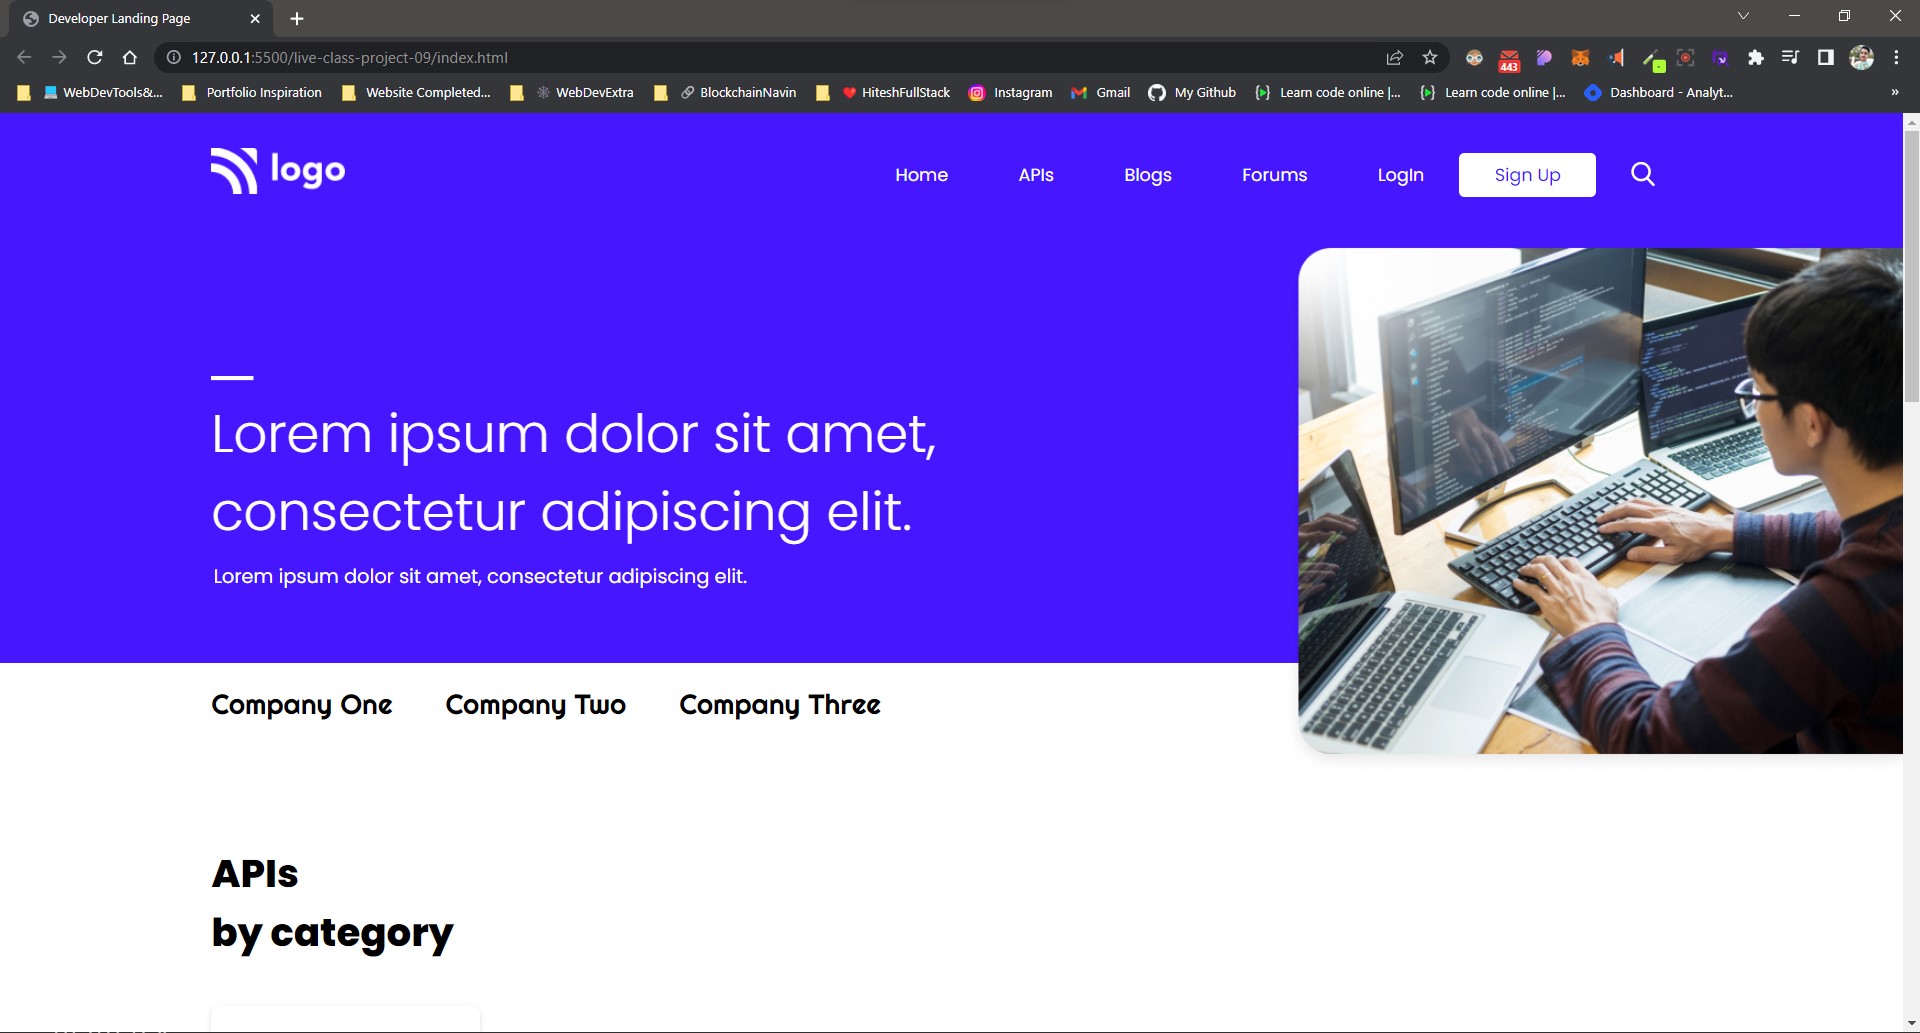 Developer Landing Page
127.0.0.1:5500/live-class-project-09/index.html
443
WebDevTools&... Portfolio Inspiration Website Completed... WebDevExtra BlockchainNavin HiteshFullStack Instagram Gmail My Github Learn code online |... Learn code online |... Dashboard - Analyt... »
logo Home APIs Blogs Forums LogIn Sign Up
Lorem ipsum dolor sit amet,
consectetur adipiscing elit.
Lorem ipsum dolor sit amet, consectetur adipiscing elit.
Company One Company Two Company Three
APIs
by category